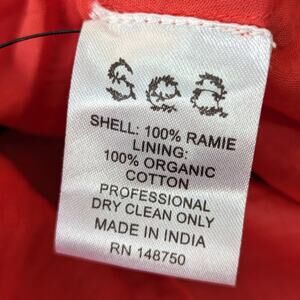 sea
SHELL: 100% RAMIE
LINING:
100% ORGANIC
COTTON
PROFESSIONAL
DRY CLEAN ONLY
MADE IN INDIA
RN 148750